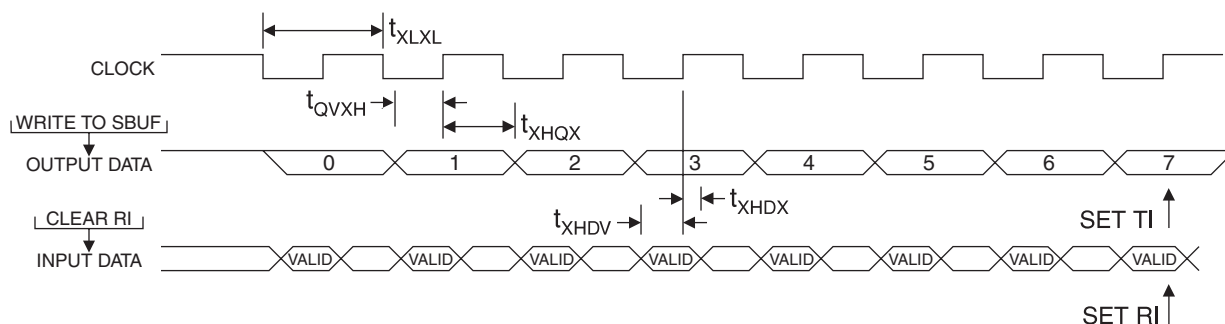 tXLXL
CLOCK
tQVXH
tXHQX
WRITE TO SBUF
OUTPUT DATA
0 1 2 3 4 5 6 7
tXHDX
tXHDV
SET TI
CLEAR RI
INPUT DATA
VALID VALID VALID VALID VALID VALID VALID VALID
SET RI